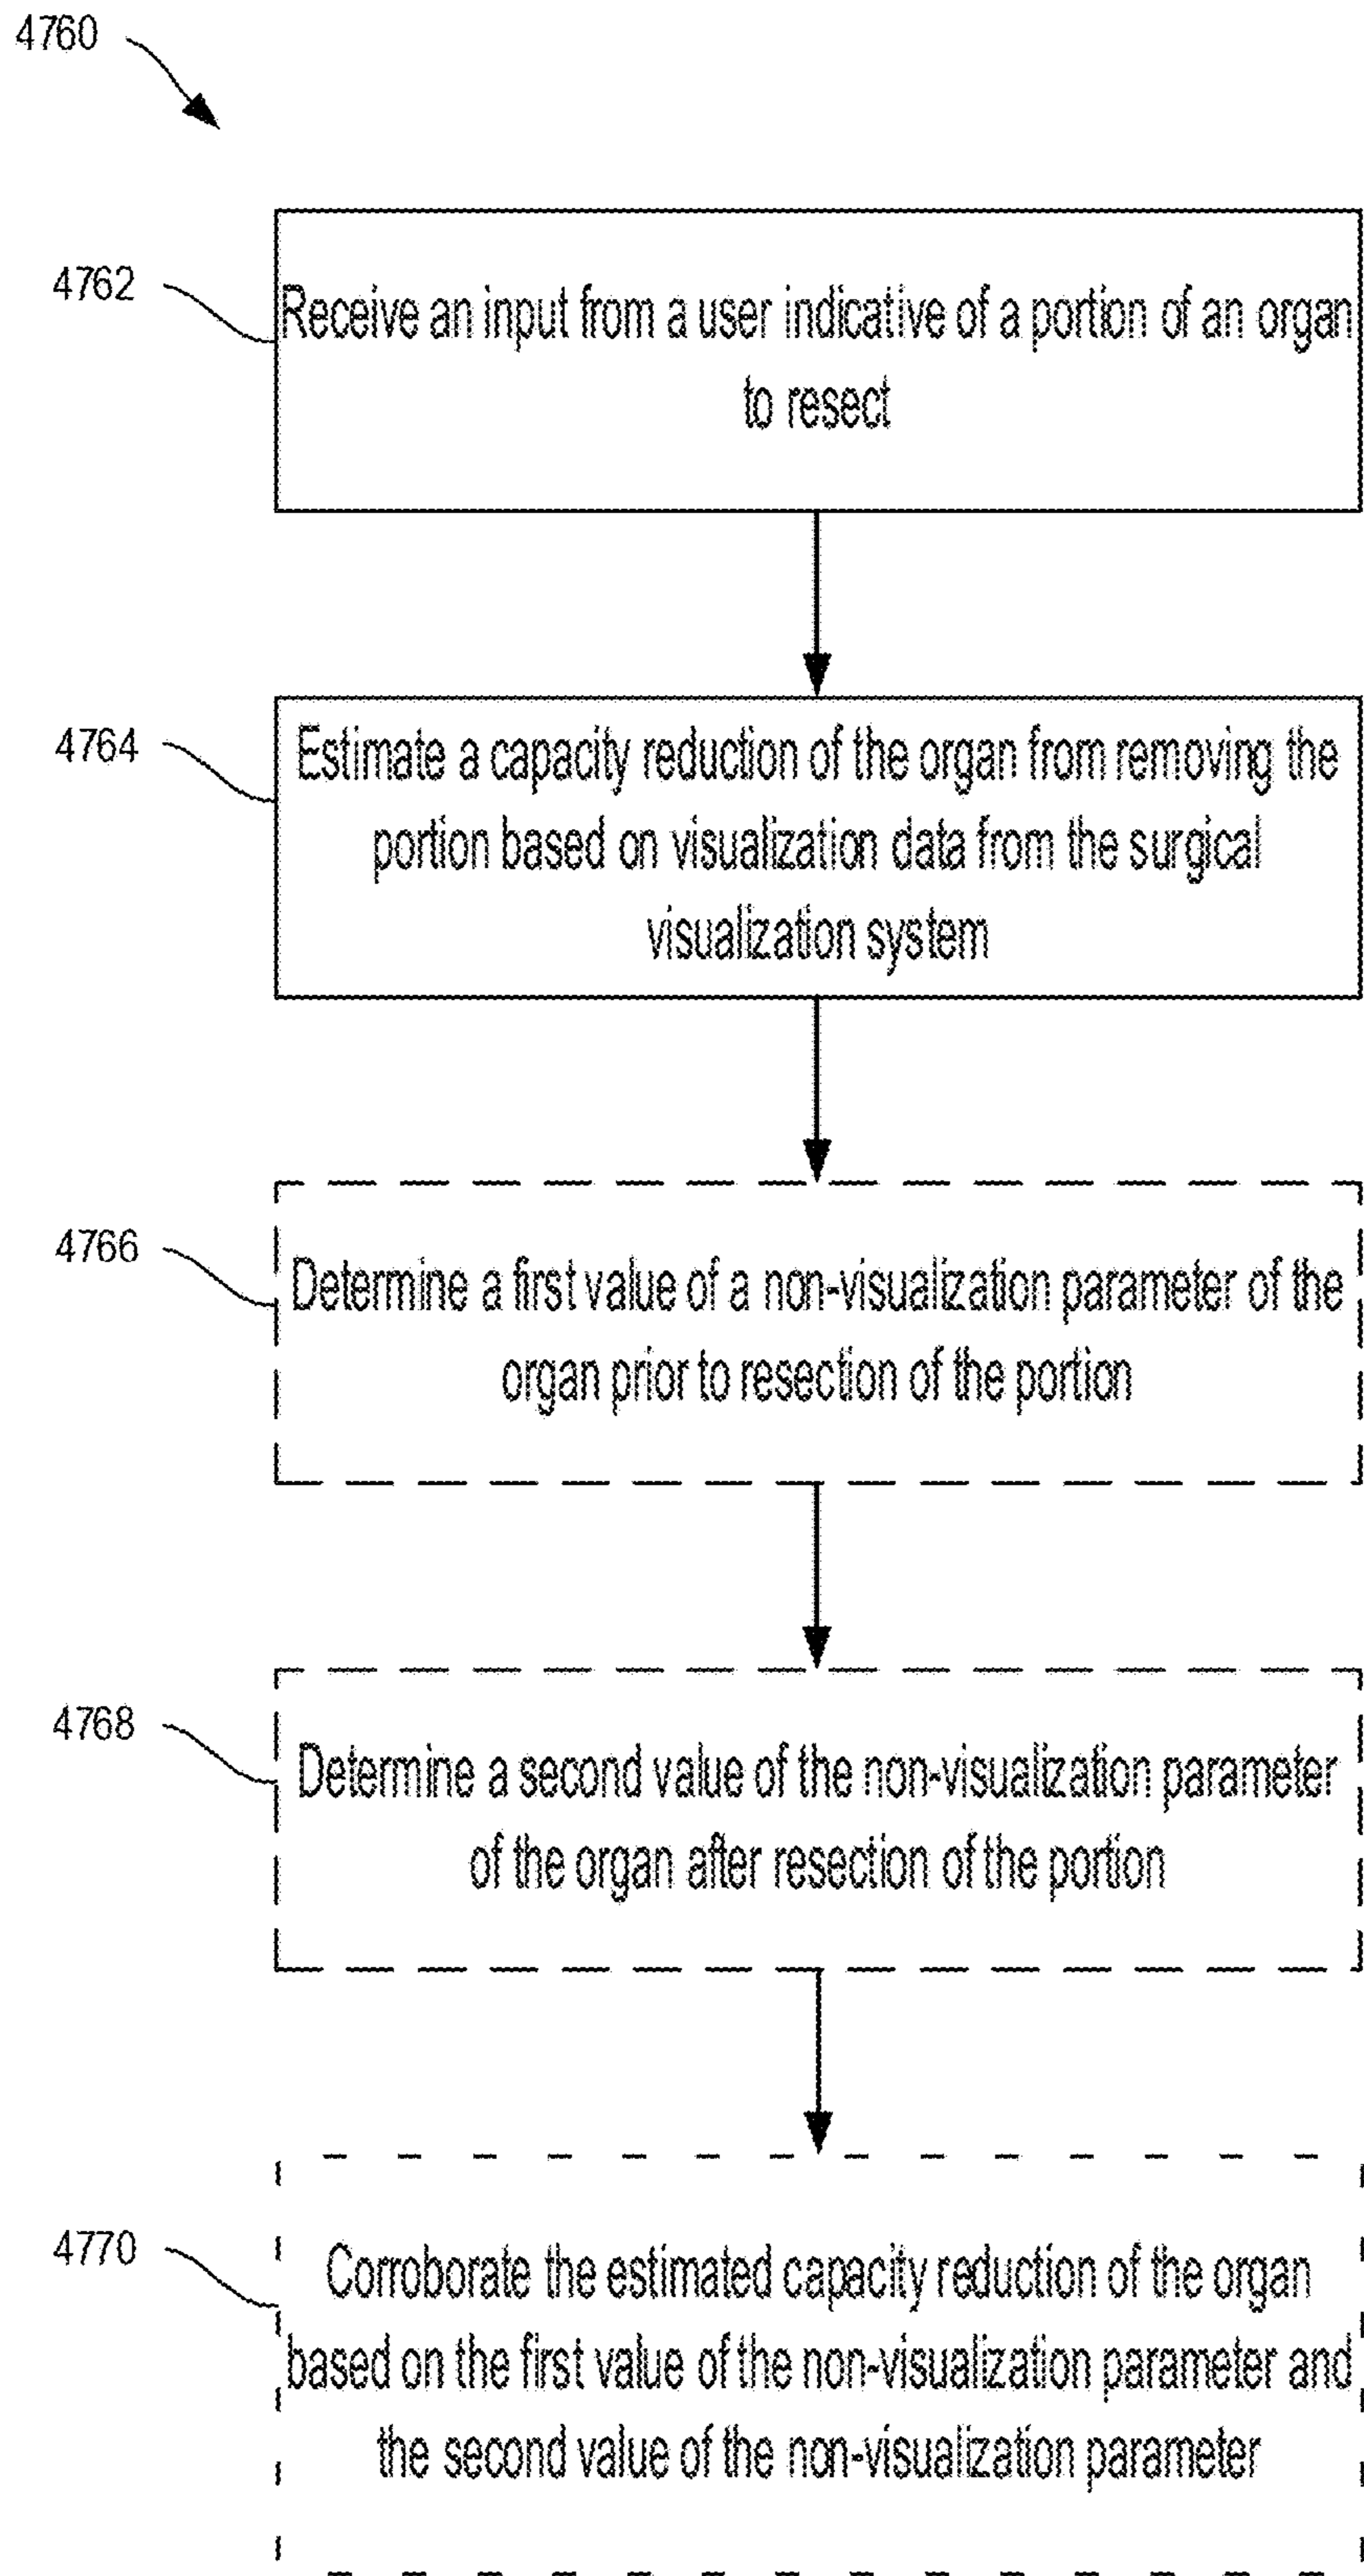 4760
4762
Receive an input from a user indicative of a portion of an organ
to resect
4764
Estimate a capacity reduction of the organ from removing the
portion based on visualization data from the surgical
visualization system
4766
Determine a first value of a non-visualization parameter of the
organ prior to resection of the portion
4768
Determine a second value of the non-visualization parameter
of the organ after resection of the portion
4770
Corroborate the estimated capacity reduction of the organ
based on the first value of the non-visualization parameter and
the second value of the non-visualization parameter